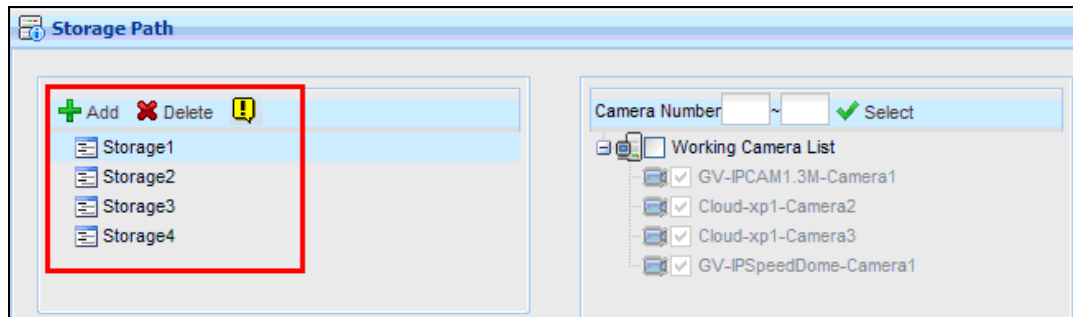 Storage Path
Add Delete
Storage1
Storage2
Storage3
Storage4
Camera Number ~ Select
Working Camera List
GV-IPCAM1.3M-Camera1
Cloud-xp1-Camera2
Cloud-xp1-Camera3
GV-IPSpeedDome-Camera1